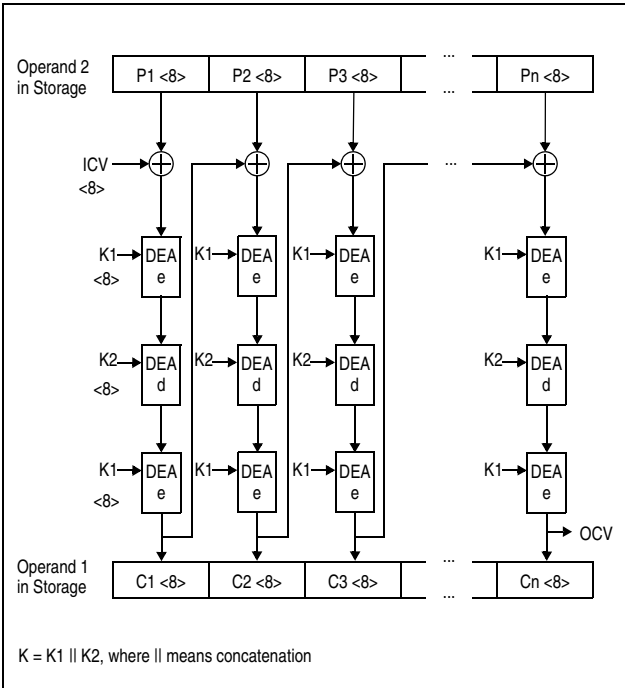 Operand 2
in Storage
P1 <8> P2 <8> P3 <8> ... ... Pn <8>
ICV
<8>
...
K1 DEA e K1 DEA e K1 DEA e K1 DEA e
<8>
K2 DEA d K2 DEA d K2 DEA d K2 DEA d
<8>
K1 DEA e K1 DEA e K1 DEA e K1 DEA e
<8>
OCV
Operand 1
in Storage
C1 <8> C2 <8> C3 <8> ... ... Cn <8>
K = K1 || K2, where || means concatenation